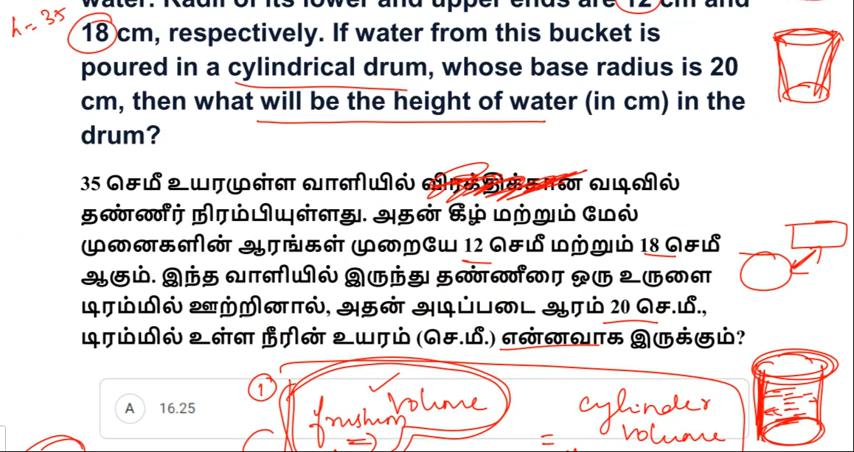 water. Radii of its lower and upper ends are 12 cm and
h = 35
18 cm, respectively. If water from this bucket is
poured in a cylindrical drum, whose base radius is 20
cm, then what will be the height of water (in cm) in the
drum?
35 செமீ உயரமுள்ள வாளியில் வடிவில்
தண்ணீர் நிரம்பியுள்ளது. அதன் கீழ் மற்றும் மேல்
முனைகளின் ஆரங்கள் முறையே 12 செமீ மற்றும் 18 செமீ
ஆகும். இந்த வாளியில் இருந்து தண்ணீரை ஒரு உருளை
டிரம்மில் ஊற்றினால், அதன் அடிப்படை ஆரம் 20 செ.மீ.,
டிரம்மில் உள்ள நீரின் உயரம் (செ.மீ.) என்னவாக இருக்கும்?
1
A 16.25
frustum volume
= cylinder volume